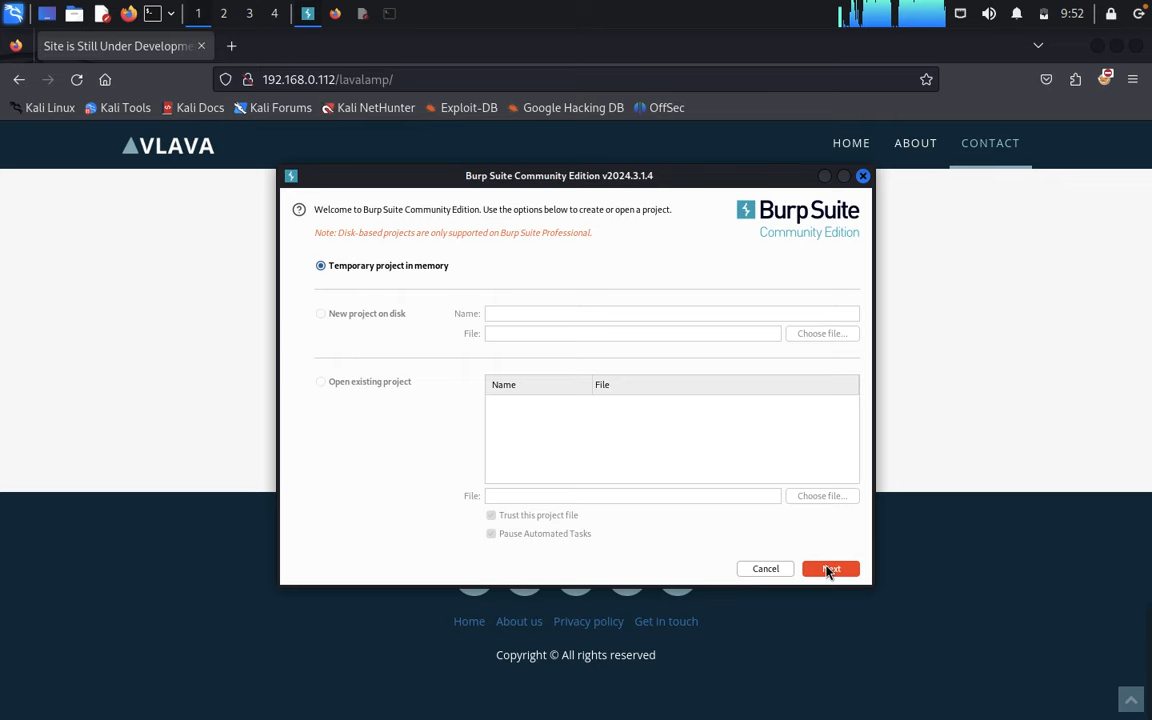 1 2 3 4 9:52
Site is Still Under Developme
192.168.0.112/lavalamp/
Kali Linux Kali Tools Kali Docs Kali Forums Kali NetHunter Exploit-DB Google Hacking DB OffSec
VLAVA HOME ABOUT CONTACT
Burp Suite Community Edition v2024.3.1.4
Welcome to Burp Suite Community Edition. Use the options below to create or open a project.
Note: Disk-based projects are only supported on Burp Suite Professional.
Burp Suite
Community Edition
Temporary project in memory
New project on disk Name:
File: Choose file...
Open existing project Name File
File: Choose file...
Trust this project file
Pause Automated Tasks
Cancel Next
Home About us Privacy policy Get in touch
Copyright © All rights reserved